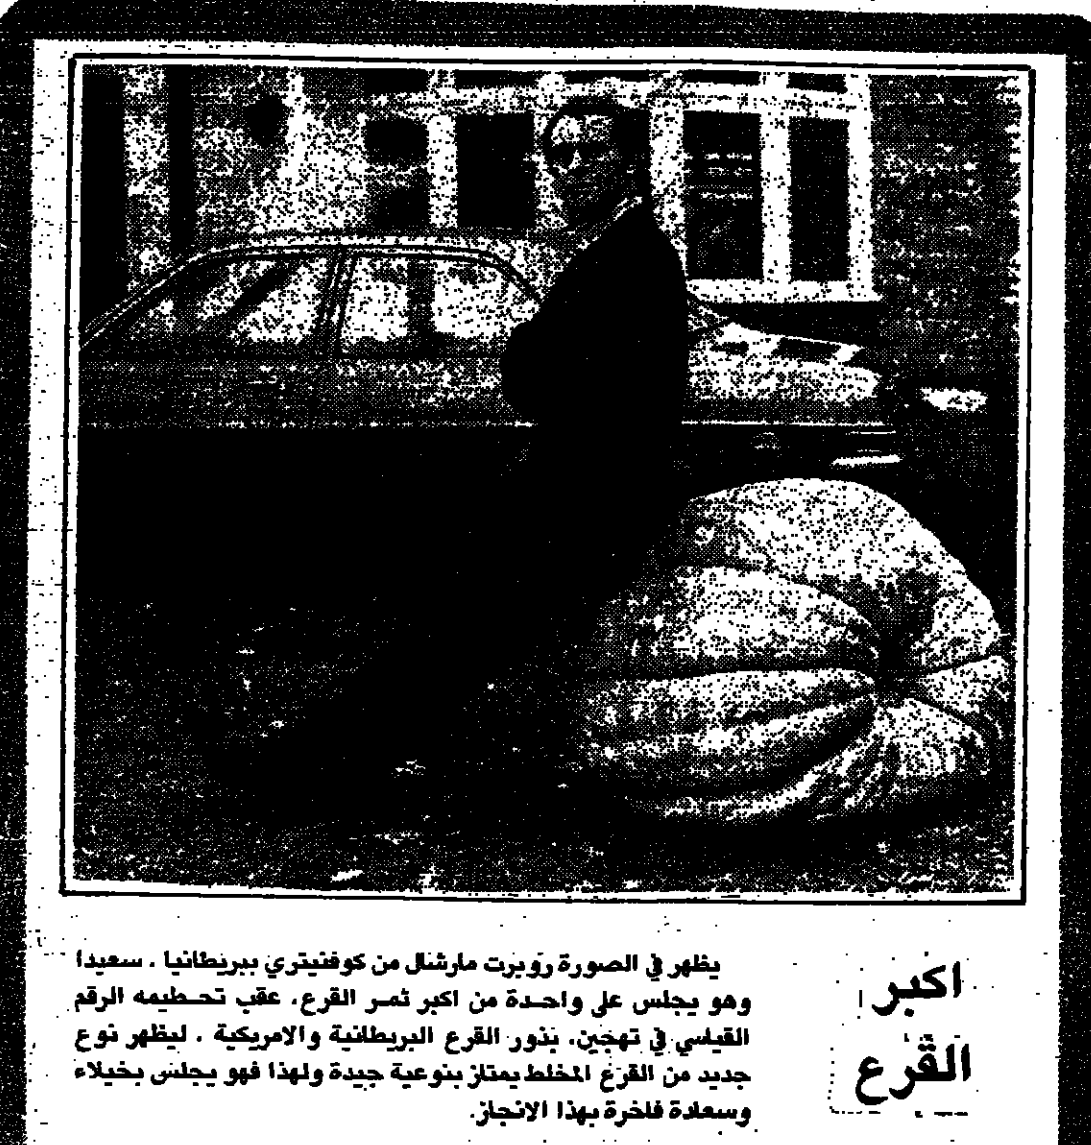 اكبر
القرع
يظهر في الصورة روبرت مارشال من كوفنيتري ببريطانيا . سعيدا
وهو يجلس على واحدة من اكبر ثمر القرع، عقب تحطيمه الرقم
القياسي في تهجين، بذور القرع البريطانية والامريكية . ليظهر نوع
جديد من القرع المخلط يمتاز بنوعية جيدة ولهذا فهو يجلس بخيلاء
وسعادة فاخرة بهذا الانجاز.